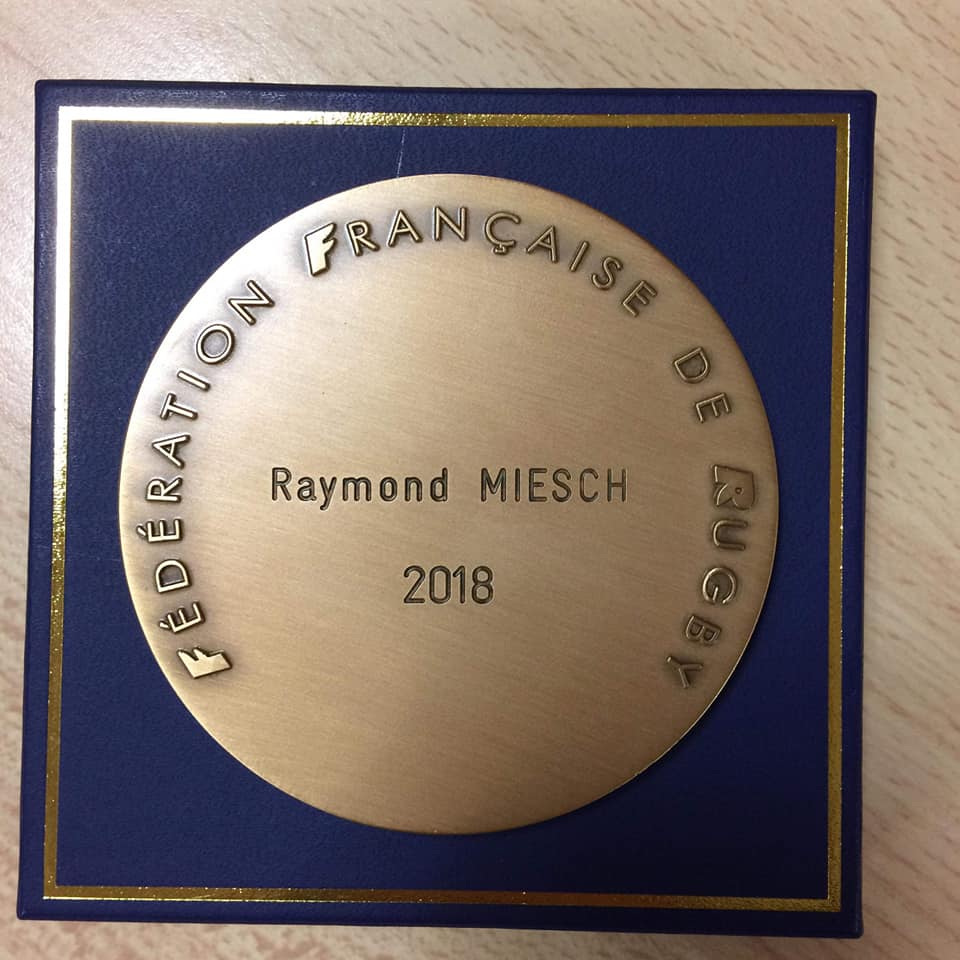 FÉDÉRATION FRANÇAISE DE RUGBY
Raymond MIESCH
2018